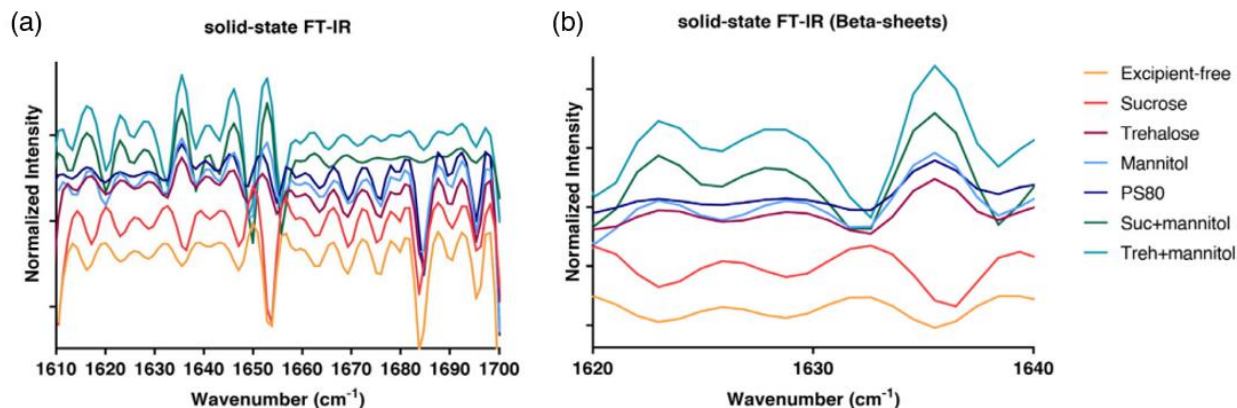 (a)
solid-state FT-IR
Normalized Intensity
1610 1620 1630 1640 1650 1660 1670 1680 1690 1700
Wavenumber (cm⁻¹)
(b)
solid-state FT-IR (Beta-sheets)
Normalized Intensity
1620 1630 1640
Wavenumber (cm⁻¹)
Excipient-free
Sucrose
Trehalose
Mannitol
PS80
Suc+mannitol
Treh+mannitol